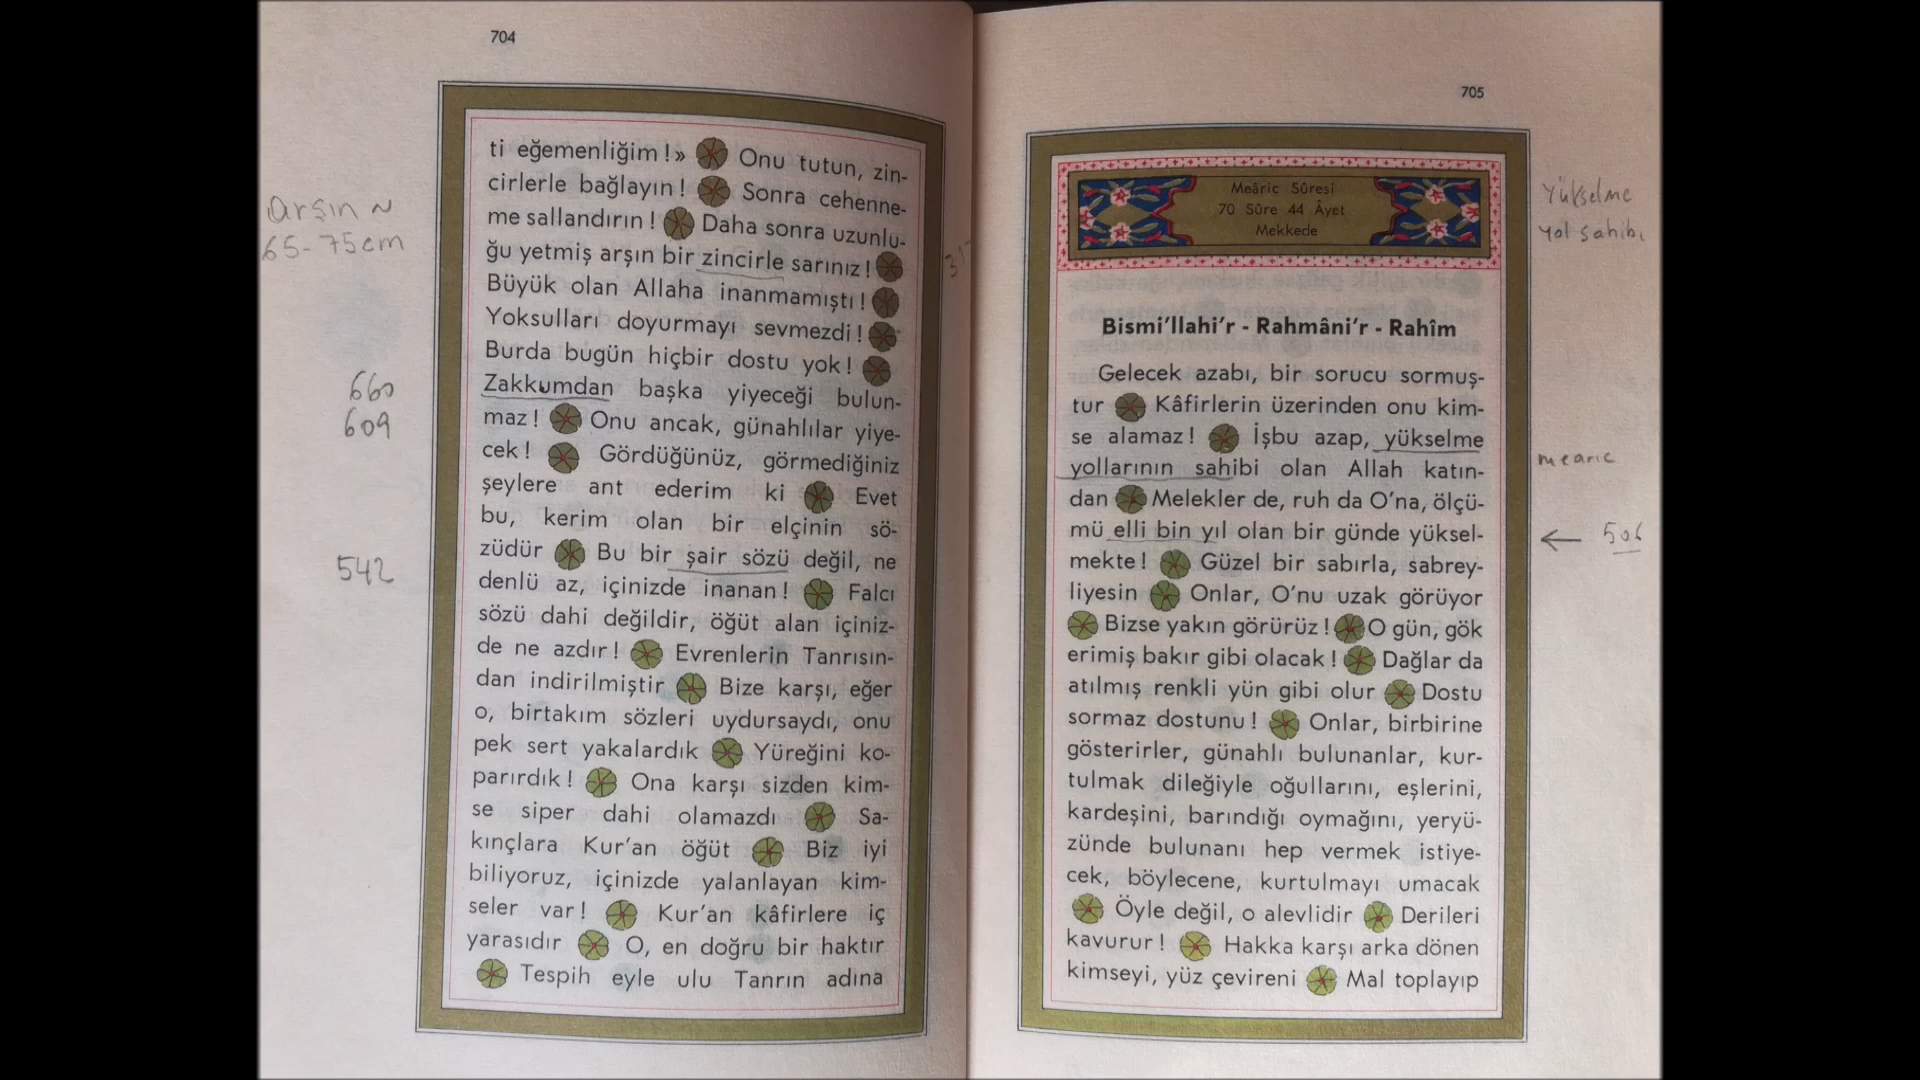 704
ti eğemenliğim!» Onu tutun, zin-
cirlerle bağlayın! Sonra cehenne-
me sallandırın! Daha sonra uzunlu-
ğu yetmiş arşın bir zincirle sarınız!
Büyük olan Allaha inanmamıştı!
Yoksulları doyurmayı sevmezdi!
Burda bugün hiçbir dostu yok!
Zakkumdan başka yiyeceği bulun-
maz! Onu ancak, günahlılar yiye-
cek! Gördüğünüz, görmediğiniz
şeylere ant ederim ki Evet
bu, kerim olan bir elçinin sö-
züdür Bu bir şair sözü değil, ne
denlü az, içinizde inanan! Falcı
sözü dahi değildir, öğüt alan içiniz-
de ne azdır! Evrenlerin Tanrısın-
dan indirilmiştir Bize karşı, eğer
o, birtakım sözleri uydursaydı, onu
pek sert yakalardık Yüreğini ko-
parırdık! Ona karşı sizden kim-
se siper dahi olamazdı Sa-
kınçlara Kur'an öğüt Biz iyi
biliyoruz, içinizde yalanlayan kim-
seler var! Kur'an kâfirlere iç
yarasıdır O, en doğru bir haktır
Tespih eyle ulu Tanrın adına
arşın ~
65-75cm
660
609
542
705
Meâric Sûresi
70 Sûre 44 Âyet
Mekkede
Bismi'llahi'r - Rahmâni'r - Rahîm
Gelecek azabı, bir sorucu sormuş-
tur Kâfirlerin üzerinden onu kim-
se alamaz! İşbu azap, yükselme
yollarının sahibi olan Allah katın-
dan Melekler de, ruh da O'na, ölçü-
mü elli bin yıl olan bir günde yüksel-
mekte! Güzel bir sabırla, sabrey-
liyesin Onlar, O'nu uzak görüyor
Bizse yakın görürüz! O gün, gök
erimiş bakır gibi olacak! Dağlar da
atılmış renkli yün gibi olur Dostu
sormaz dostunu! Onlar, birbirine
gösterirler, günahlı bulunanlar, kur-
tulmak dileğiyle oğullarını, eşlerini,
kardeşini, barındığı oymağını, yeryü-
zünde bulunanı hep vermek istiye-
cek, böylecene, kurtulmayı umacak
Öyle değil, o alevlidir Derileri
kavurur! Hakka karşı arka dönen
kimseyi, yüz çevireni Mal toplayıp
Yükselme
yol sahibi
mearic
← 506